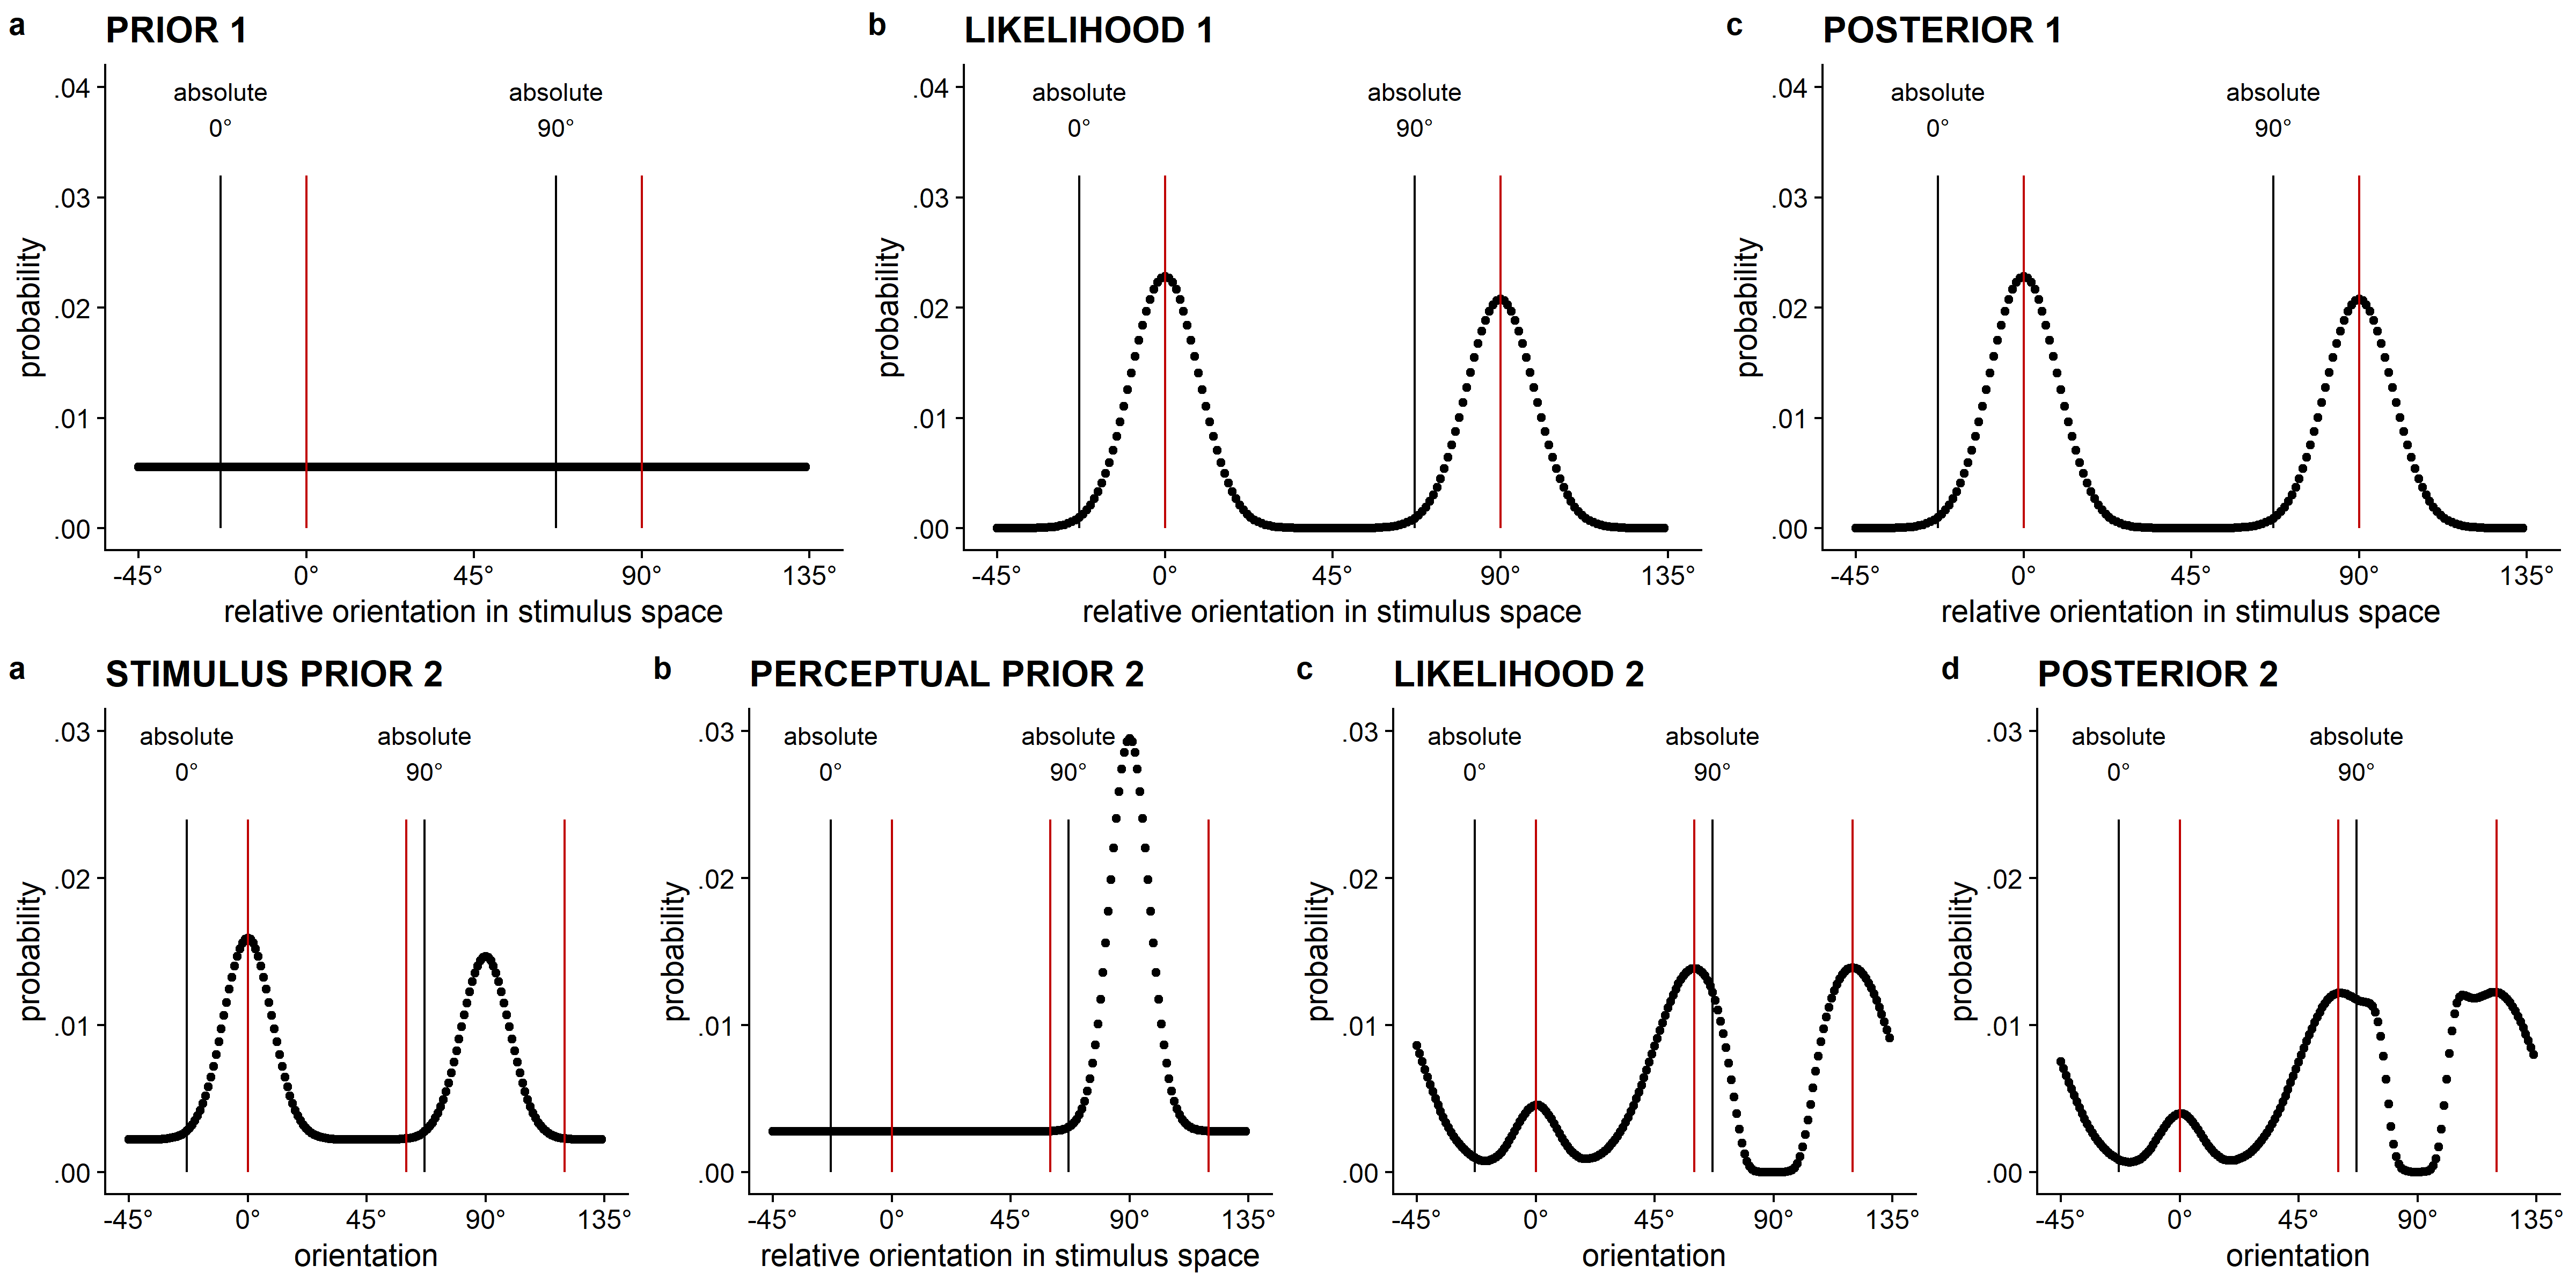 a PRIOR 1
.04
.03
.02
.01
.00
probability
absolute
0°
absolute
90°
-45° 0° 45° 90° 135°
relative orientation in stimulus space
b LIKELIHOOD 1
.04
.03
.02
.01
.00
probability
absolute
0°
absolute
90°
-45° 0° 45° 90° 135°
relative orientation in stimulus space
c POSTERIOR 1
.04
.03
.02
.01
.00
probability
absolute
0°
absolute
90°
-45° 0° 45° 90° 135°
relative orientation in stimulus space
a STIMULUS PRIOR 2
.03
.02
.01
.00
probability
absolute
0°
absolute
90°
-45° 0° 45° 90° 135°
orientation
b PERCEPTUAL PRIOR 2
.03
.02
.01
.00
probability
absolute
0°
absolute
90°
-45° 0° 45° 90° 135°
relative orientation in stimulus space
c LIKELIHOOD 2
.03
.02
.01
.00
probability
absolute
0°
absolute
90°
-45° 0° 45° 90° 135°
orientation
d POSTERIOR 2
.03
.02
.01
.00
probability
absolute
0°
absolute
90°
-45° 0° 45° 90° 135°
orientation